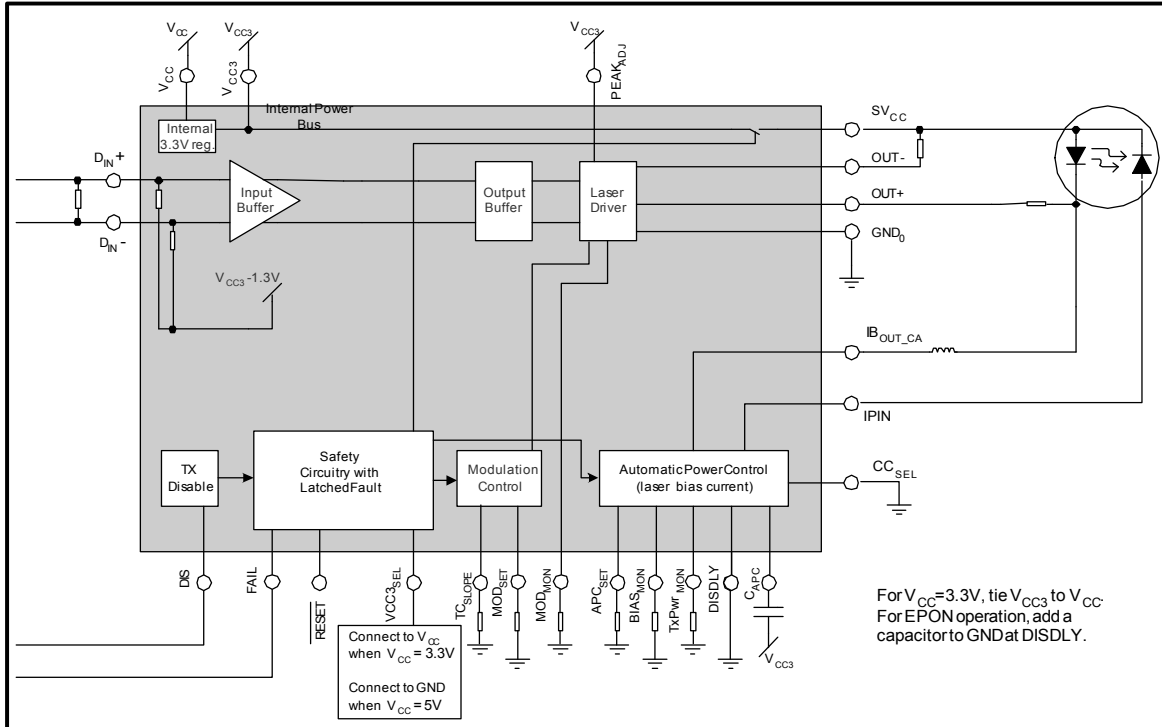 VCC
VCC3
VCC3
VCC
VCC3
PEAKADJ
Internal Power
Bus
SVCC
Internal
3.3V reg.
OUT-
DIN+
Input
Buffer
Output
Buffer
Laser
Driver
OUT+
DIN-
GND0
VCC3-1.3V
IBOUT_CA
IPIN
TX
Disable
Safety
Circuitry with
Latched Fault
Modulation
Control
Automatic Power Control
(laser bias current)
CCSEL
DIS
FAIL
RESET
VCC3SEL
TCSLOPE
MODSET
MODMON
APCSET
BIASMON
TxPwrMON
DISDLY
CAPC
Connect to VCC
when VCC = 3.3V
Connect to GND
when VCC = 5V
VCC3
For VCC=3.3V, tie VCC3 to VCC.
For EPON operation, add a
capacitor to GND at DISDLY.